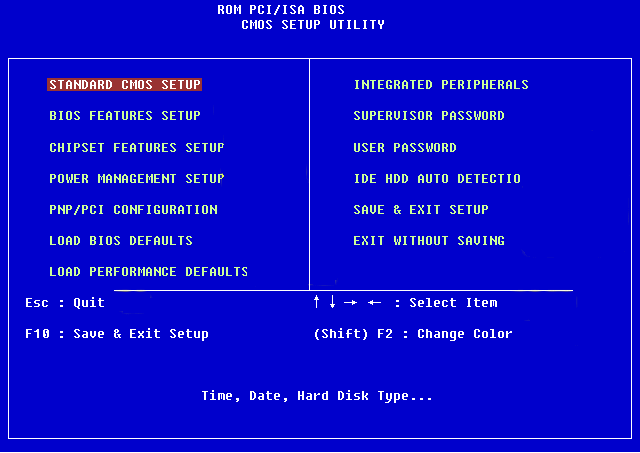 ROM PCI/ISA BIOS
CMOS SETUP UTILITY
STANDARD CMOS SETUP
BIOS FEATURES SETUP
CHIPSET FEATURES SETUP
POWER MANAGEMENT SETUP
PNP/PCI CONFIGURATION
LOAD BIOS DEFAULTS
LOAD PERFORMANCE DEFAULTS
INTEGRATED PERIPHERALS
SUPERVISOR PASSWORD
USER PASSWORD
IDE HDD AUTO DETECTIO
SAVE & EXIT SETUP
EXIT WITHOUT SAVING
Esc : Quit
F10 : Save & Exit Setup
↑ ↓ → ← : Select Item
(Shift) F2 : Change Color
Time, Date, Hard Disk Type...